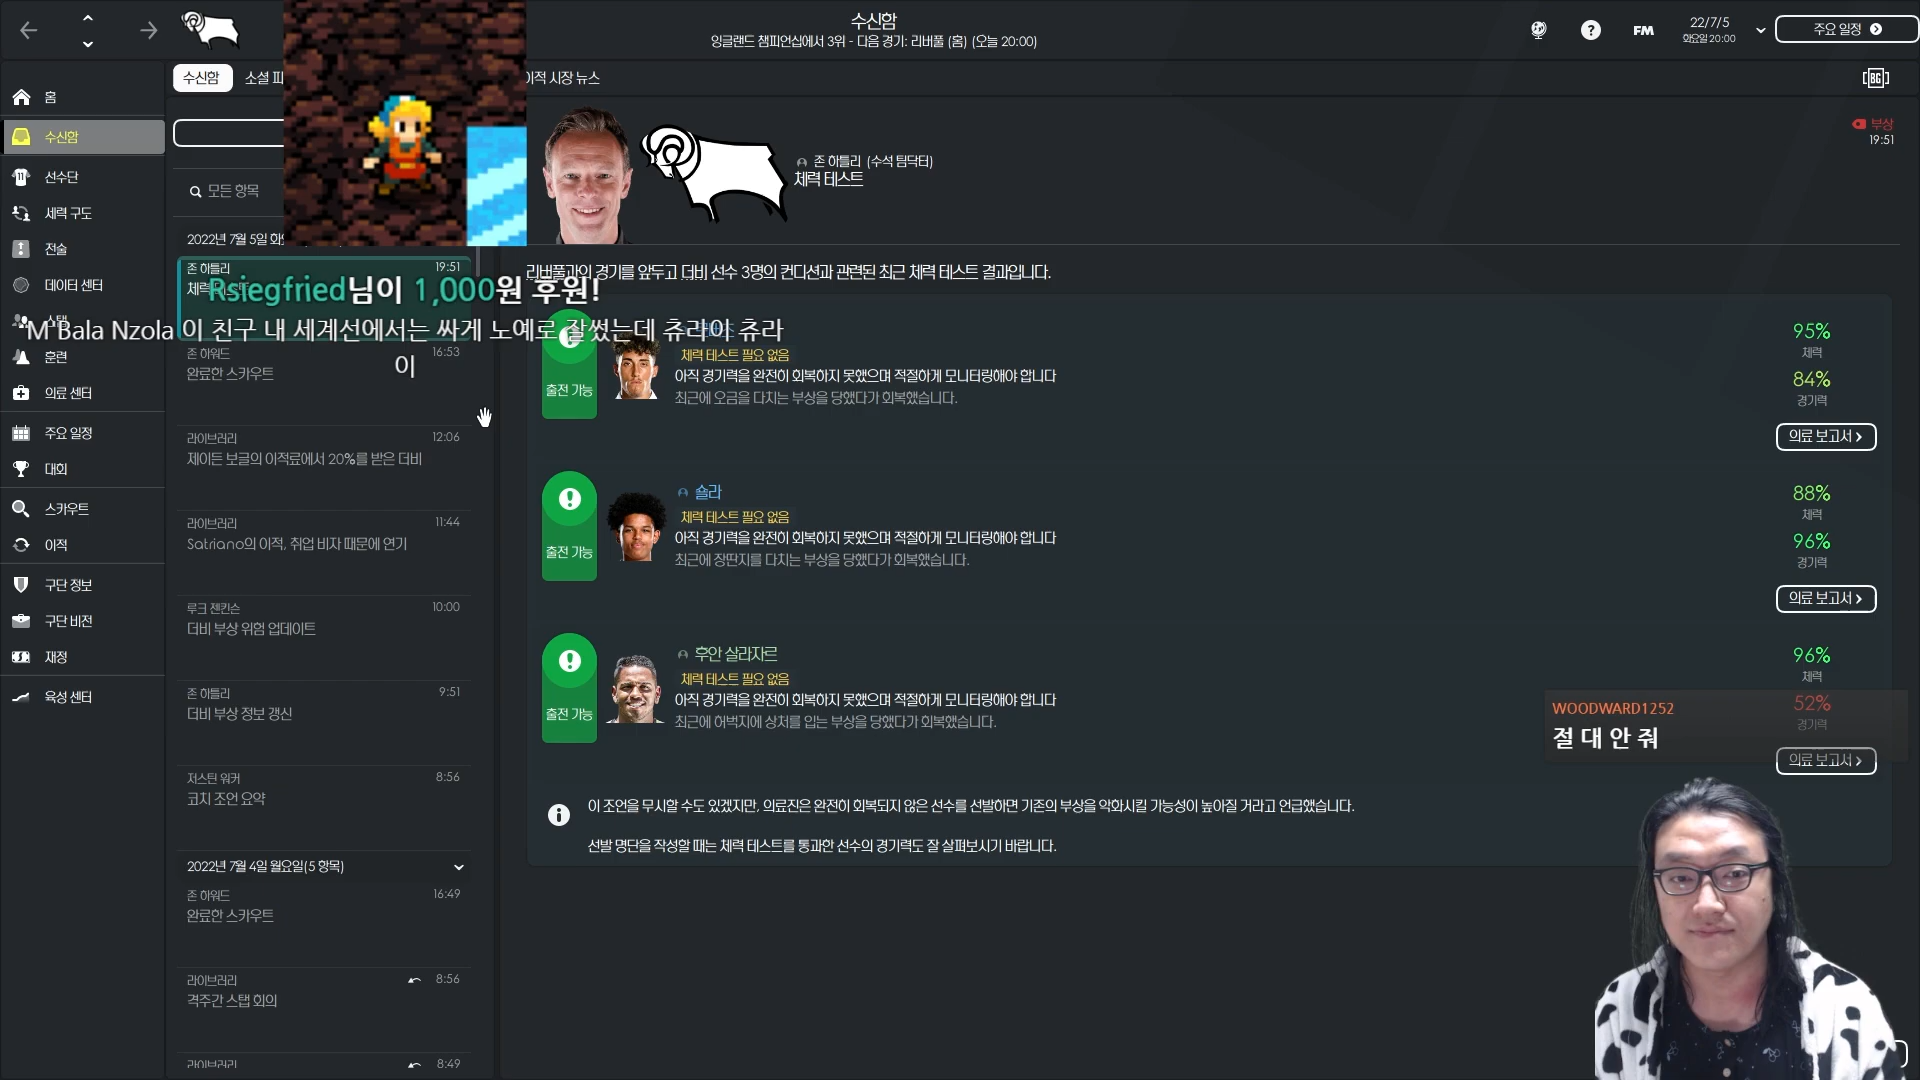 수신함
잉글랜드 챔피언십에서 3위 - 다음 경기: 리버풀 (홈) (오늘 20:00)
FM
22/7/5
화요일 20:00
주요 일정
수신함
소셜 피
이적 시장 뉴스
홈
수신함
선수단
세력 구도
전술
데이터 센터
스탭
훈련
의료 센터
주요 일정
대회
스카우트
이적
구단 정보
구단 비전
재정
육성 센터
모든 항목
2022년 7월 5일 화요
존 하틀리
19:51
체력 테스트
Rsiegfried님이 1,000원 후원!
M Bala Nzola 이 친구 내 세계선에서는 싸게 노예로 잘썼는데 츄라이 츄라
이
존 하워드
16:53
완료한 스카우트
라이브러리
12:06
제이든 보글의 이적료에서 20%를 받은 더비
라이브러리
11:44
Satriano의 이적, 취업 비자 때문에 연기
루크 젠킨슨
10:00
더비 부상 위험 업데이트
존 하틀리
9:51
더비 부상 정보 갱신
저스틴 워커
8:56
코치 조언 요약
2022년 7월 4일 월요일(5 항목)
존 하워드
16:49
완료한 스카우트
라이브러리
8:56
격주간 스탭 회의
라이브러리
8:49
존 하틀리 (수석 팀닥터)
체력 테스트
부상
19:51
리버풀과의 경기를 앞두고 더비 선수 3명의 컨디션과 관련된 최근 체력 테스트 결과입니다.
출전 가능
체력 테스트 필요 없음
아직 경기력을 완전히 회복하지 못했으며 적절하게 모니터링해야 합니다
최근에 오금을 다치는 부상을 당했다가 회복했습니다.
95%
체력
84%
경기력
의료 보고서
출전 가능
숄라
체력 테스트 필요 없음
아직 경기력을 완전히 회복하지 못했으며 적절하게 모니터링해야 합니다
최근에 장딴지를 다치는 부상을 당했다가 회복했습니다.
88%
체력
96%
경기력
의료 보고서
출전 가능
후안 살라자르
체력 테스트 필요 없음
아직 경기력을 완전히 회복하지 못했으며 적절하게 모니터링해야 합니다
최근에 허벅지에 상처를 입는 부상을 당했다가 회복했습니다.
96%
체력
52%
경기력
의료 보고서
WOODWARD1252
절 대 안 줘
이 조언을 무시할 수도 있겠지만, 의료진은 완전히 회복되지 않은 선수를 선발하면 기존의 부상을 악화시킬 가능성이 높아질 거라고 언급했습니다.
선발 명단을 작성할 때는 체력 테스트를 통과한 선수의 경기력도 잘 살펴보시기 바랍니다.